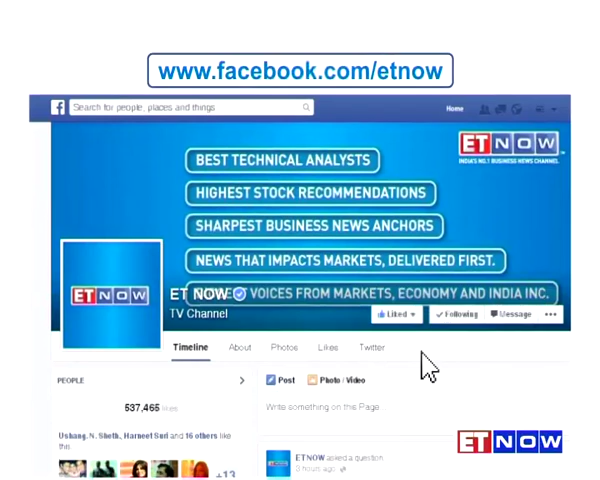 www.facebook.com/etnow
Search for people, places and things
Home
ET NOW
INDIA'S NO.1 BUSINESS NEWS CHANNEL
BEST TECHNICAL ANALYSTS
HIGHEST STOCK RECOMMENDATIONS
SHARPEST BUSINESS NEWS ANCHORS
NEWS THAT IMPACTS MARKETS, DELIVERED FIRST.
VOICES FROM MARKETS, ECONOMY AND INDIA INC.
ET NOW
ET NOW
TV Channel
Liked
Following
Message
Timeline About Photos Likes Twitter
PEOPLE
537,465 likes
Ushang. N. Sheth, Harneet Suri and 16 others like
this
+13
Post Photo / Video
Write something on this Page
ET NOW
ETNOW asked a question
3 hours ago
ET NOW